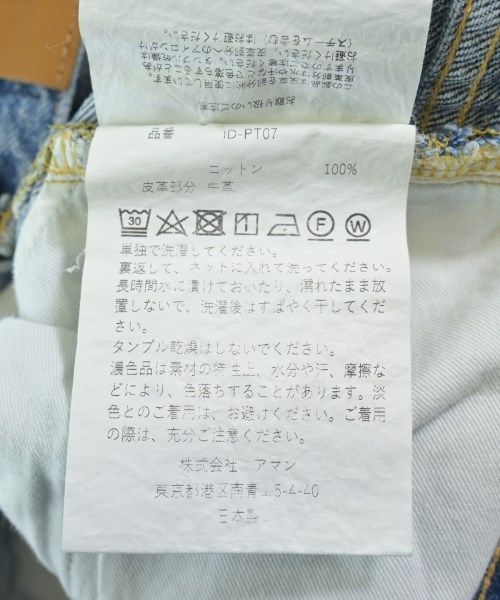 お取り扱いのご注意
品番 ID-PT07
コットン 100%
皮革部分 牛革
30 F W
単独で洗濯してください。
裏返して、ネットに入れて洗ってください。
長時間水に漬けておいたり、濡れたまま放
置しないで、洗濯後はすばやく干してくだ
さい。
タンブル乾燥はしないでください。
濃色品は素材の特性上、水分や汗、摩擦な
どにより、色落ちすることがあります。淡
色とのご着用は、お避けください。ご着用
の際は、充分ご注意ください。
株式会社 アマン
東京都港区南青山5-4-40
日本製